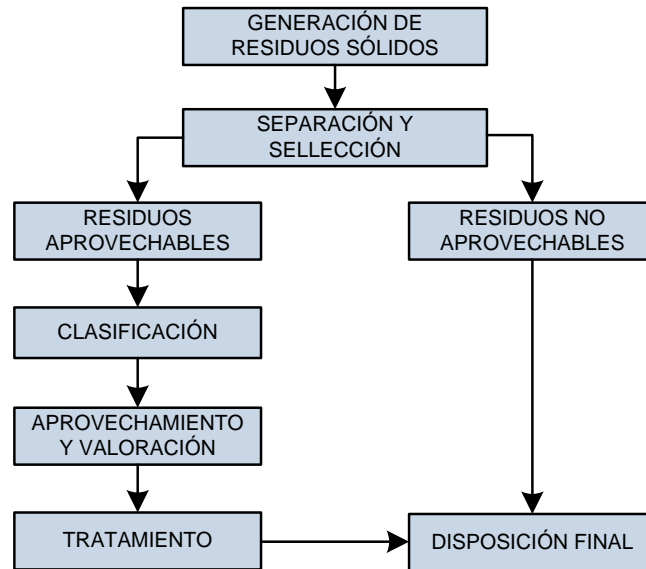 GENERACIÓN DE
RESIDUOS SÓLIDOS
SEPARACIÓN Y
SELLECCIÓN
RESIDUOS
APROVECHABLES
RESIDUOS NO
APROVECHABLES
CLASIFICACIÓN
APROVECHAMIENTO
Y VALORACIÓN
TRATAMIENTO
DISPOSICIÓN FINAL